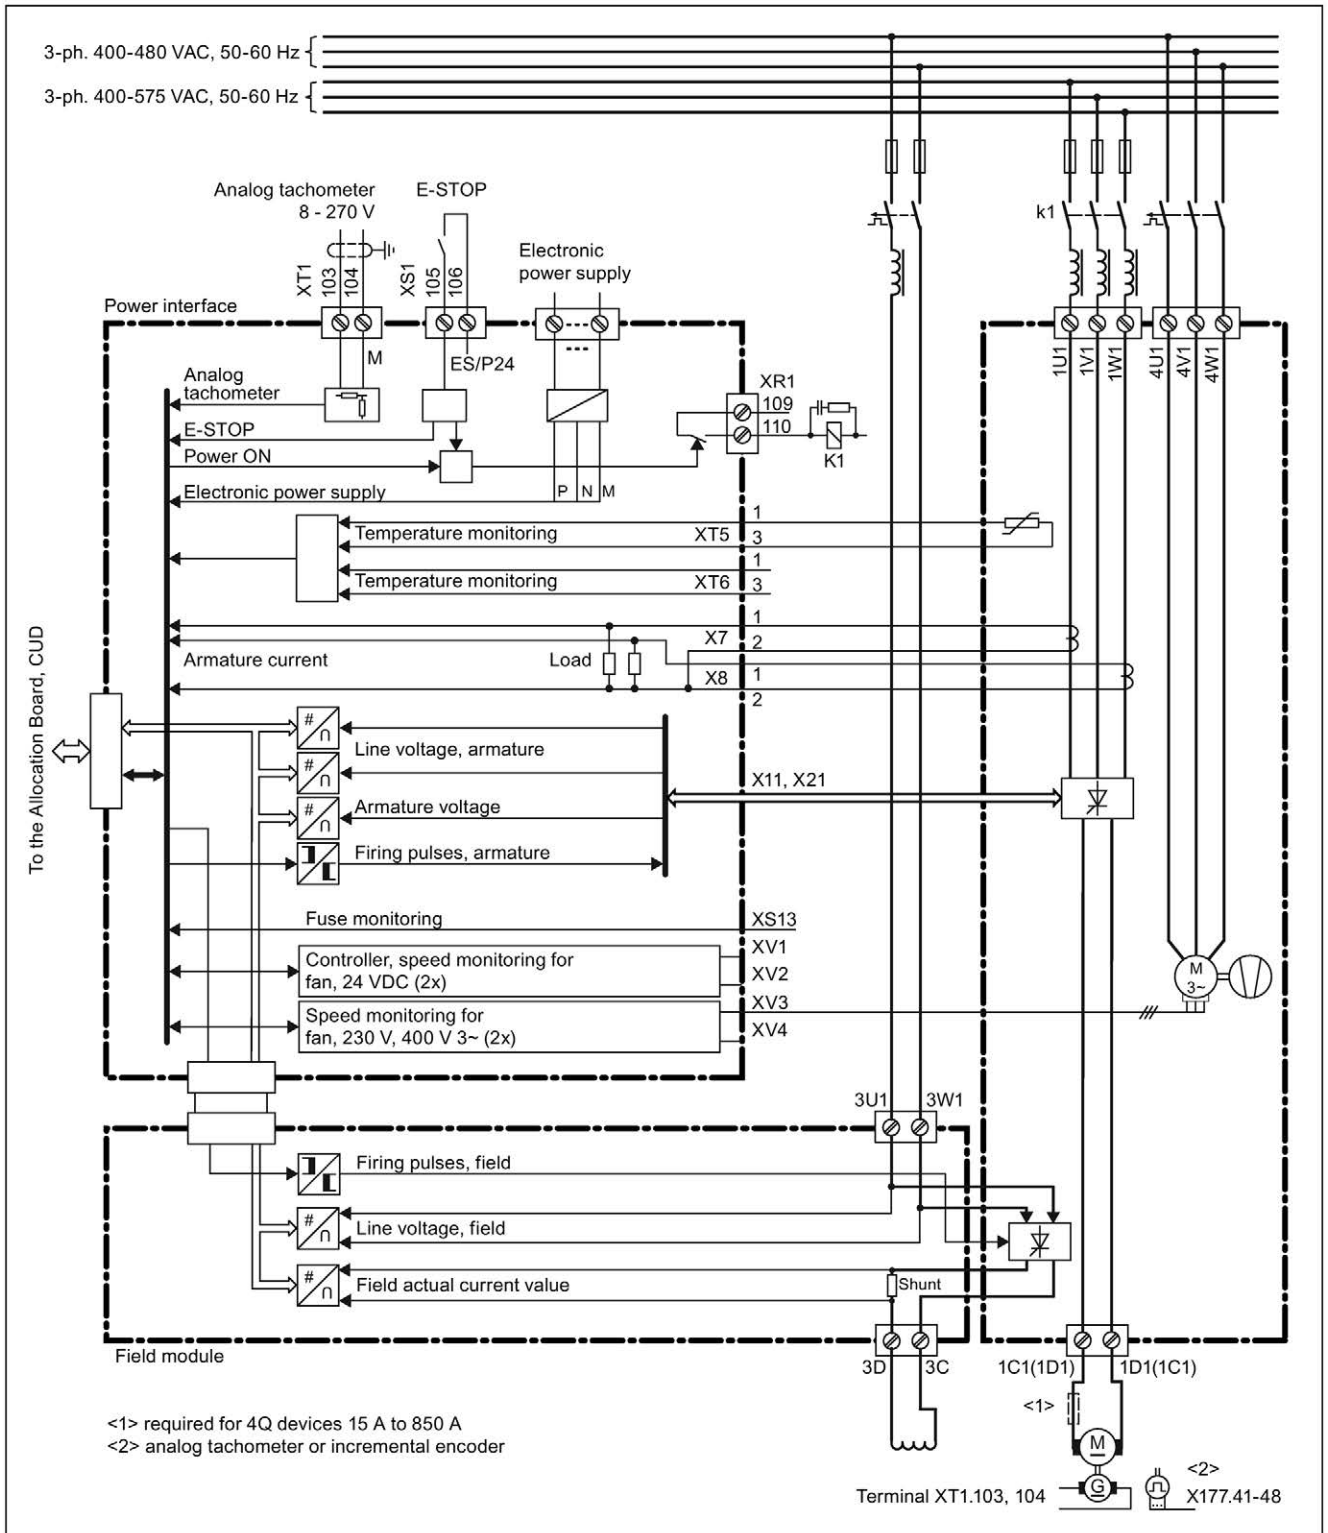 3-ph. 400-480 VAC, 50-60 Hz
3-ph. 400-575 VAC, 50-60 Hz
Analog tachometer
8 - 270 V
E-STOP
Electronic
power supply
k1
XT1
103
104
XS1
105
106
Power interface
M
ES/P24
1U1
1V1
1W1
4U1
4V1
4W1
Analog
tachometer
XR1
109
110
K1
E-STOP
Power ON
Electronic power supply
P
N
M
1
Temperature monitoring
XT5
3
1
Temperature monitoring
XT6
3
1
X7
2
Armature current
Load
X8
1
2
To the Allocation Board, CUD
#
∩
Line voltage, armature
#
∩
X11, X21
#
∩
Armature voltage
Firing pulses, armature
Fuse monitoring
XS13
XV1
Controller, speed monitoring for
fan, 24 VDC (2x)
XV2
M
3~
XV3
Speed monitoring for
fan, 230 V, 400 V 3~ (2x)
XV4
3U1
3W1
Firing pulses, field
#
∩
Line voltage, field
#
∩
Field actual current value
Shunt
Field module
3D
3C
1C1(1D1)
1D1(1C1)
<1>
<1> required for 4Q devices 15 A to 850 A
<2> analog tachometer or incremental encoder
M
G
<2>
Terminal XT1.103, 104
X177.41-48